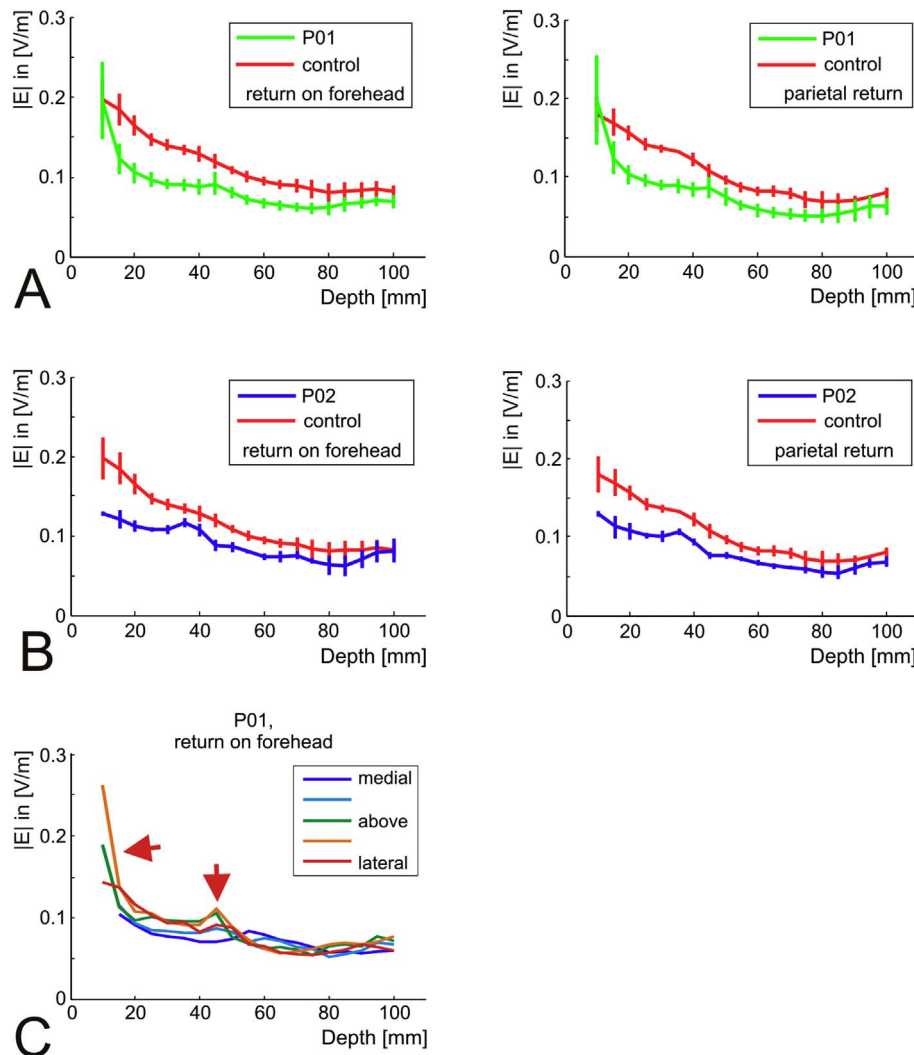 |E| in [V/m]
0.3
0.2
0.1
0
0 20 40 60 80 100
Depth [mm]
P01
control
return on forehead
|E| in [V/m]
0.3
0.2
0.1
0
0 20 40 60 80 100
Depth [mm]
P01
control
parietal return
A
|E| in [V/m]
0.3
0.2
0.1
0
0 20 40 60 80 100
Depth [mm]
P02
control
return on forehead
|E| in [V/m]
0.3
0.2
0.1
0
0 20 40 60 80 100
Depth [mm]
P02
control
parietal return
B
P01,
return on forehead
|E| in [V/m]
0.3
0.2
0.1
0
0 20 40 60 80 100
Depth [mm]
medial
above
lateral
C